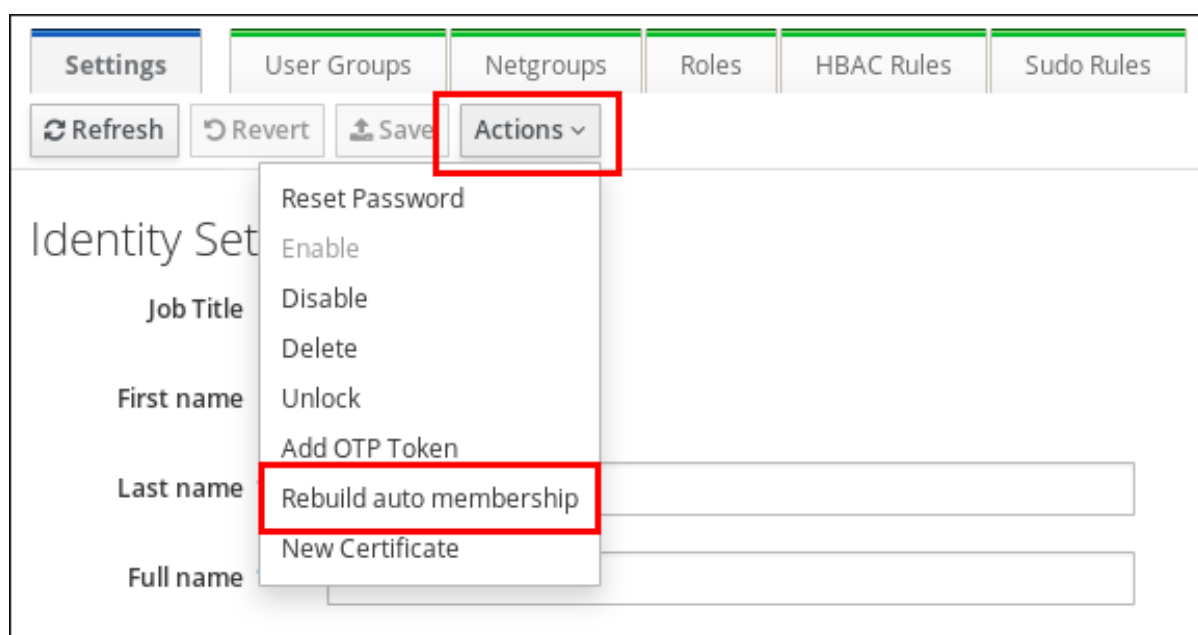 Settings User Groups Netgroups Roles HBAC Rules Sudo Rules
Refresh Revert Save Actions
Reset Password
Identity Set
Enable
Job Title Disable
Delete
First name Unlock
Add OTP Token
Last name Rebuild auto membership
New Certificate
Full name